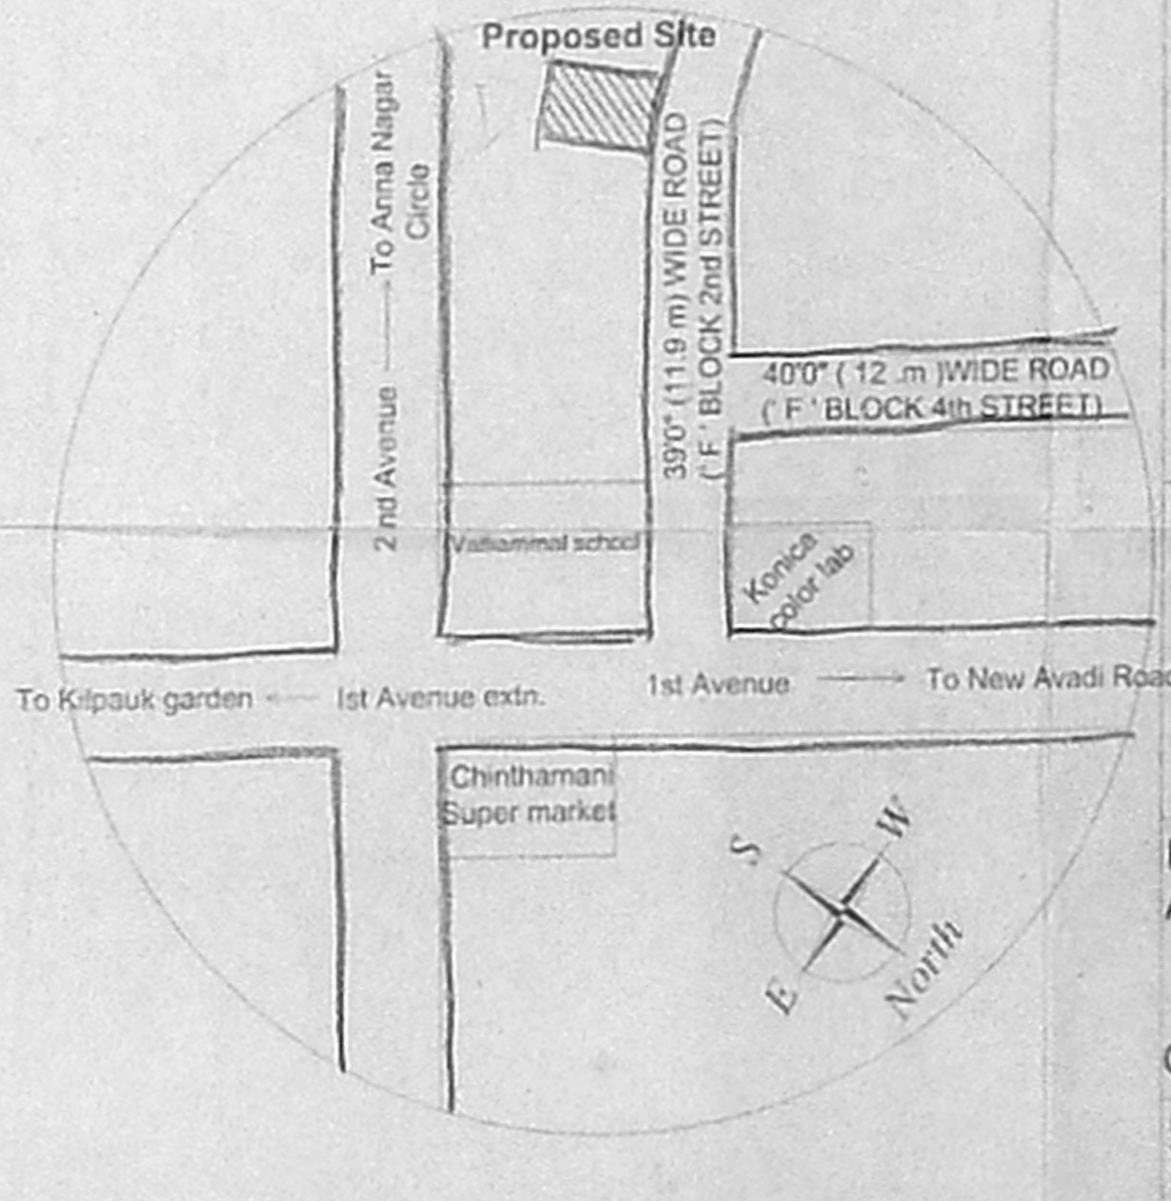 Proposed Site
To Anna Nagar
Circle
2 nd Avenue
39'0" (11.9 m) WIDE ROAD
('F' BLOCK 2nd STREET)
40'0" ( 12 .m )WIDE ROAD
(' F ' BLOCK 4th STREET)
school
Konica
color lab
To Kilpauk garden
Ist Avenue extn.
1st Avenue
To New Avadi Road
Chinthamani
Super market
S
W
E
North